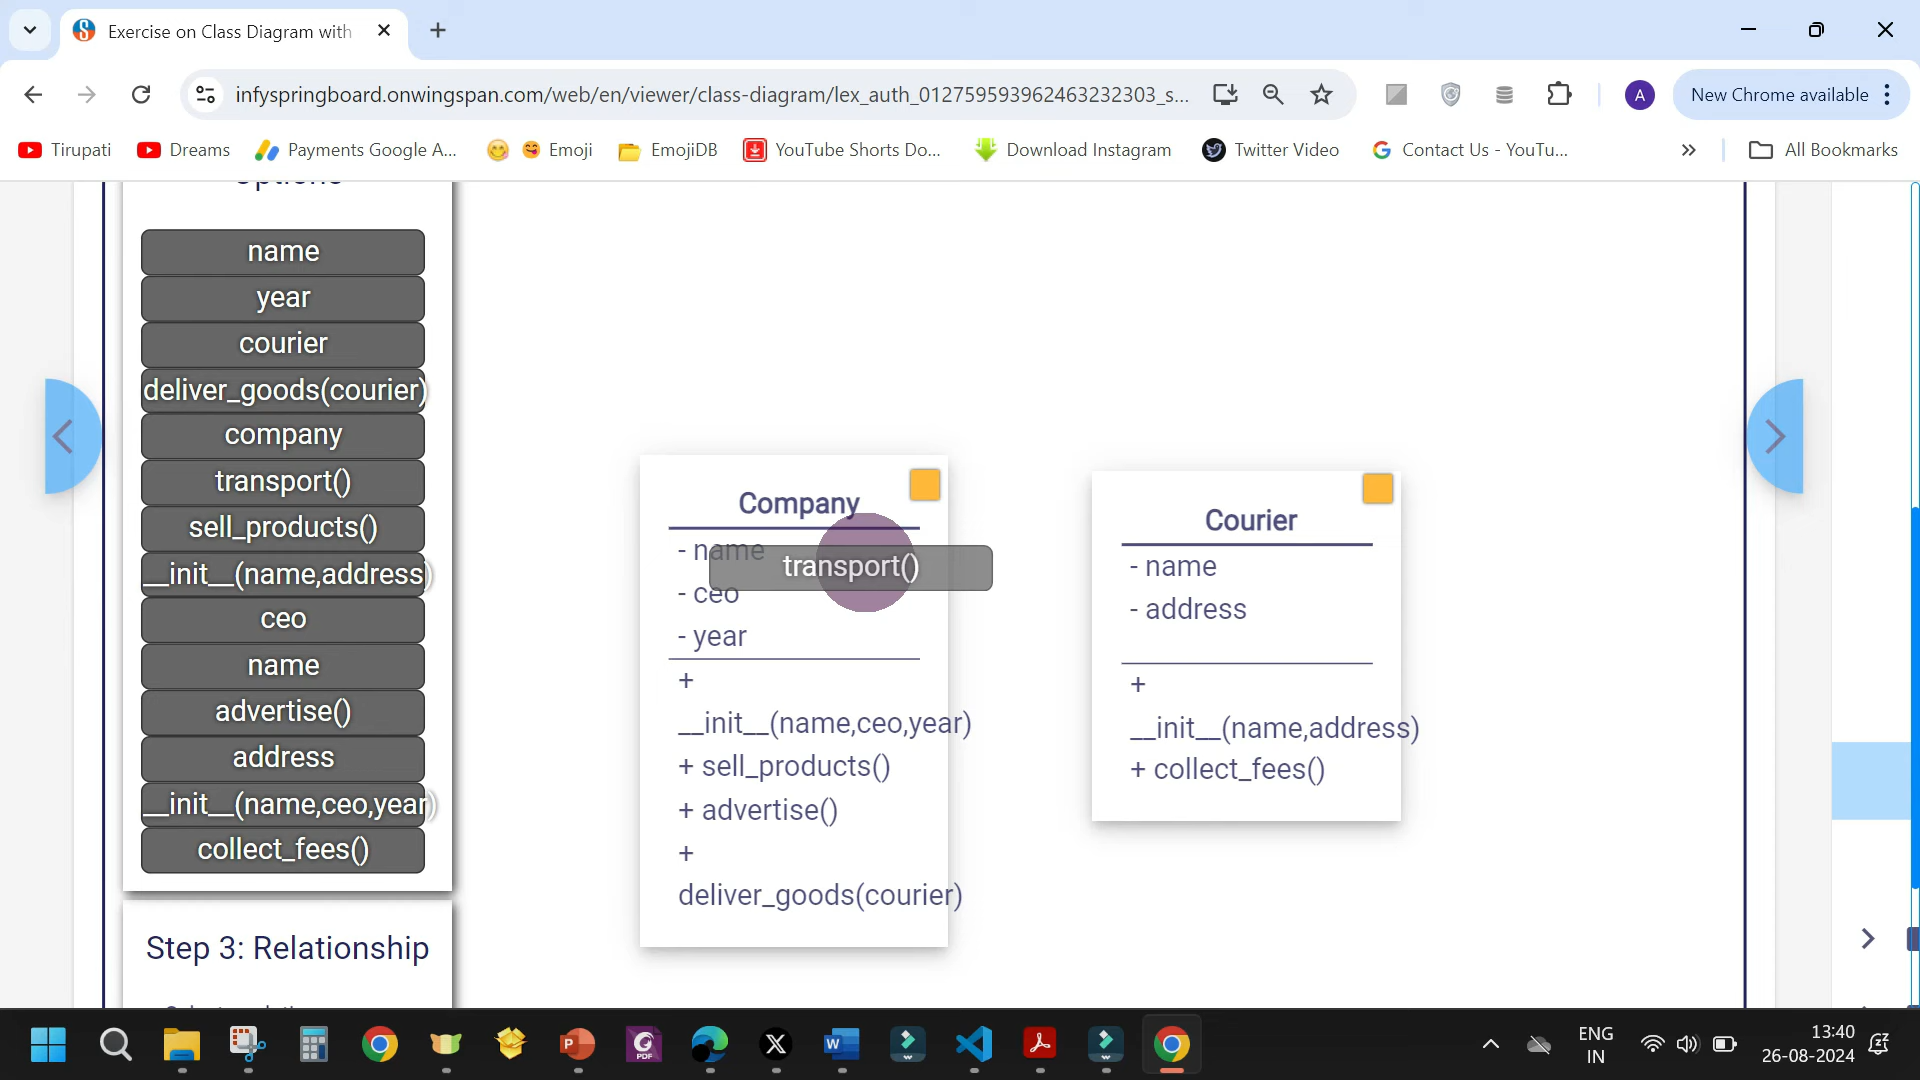 Exercise on Class Diagram with
infyspringboard.onwingspan.com/web/en/viewer/class-diagram/lex_auth_012759593962463232303_s...
A
New Chrome available
Tirupati
Dreams
Payments Google A...
Emoji
EmojiDB
YouTube Shorts Do...
Download Instagram
Twitter Video
Contact Us - YouTu...
All Bookmarks
name
year
courier
deliver_goods(courier)
company
transport()
sell_products()
__init__(name,address)
ceo
name
advertise()
address
__init__(name,ceo,year)
collect_fees()
Step 3: Relationship
Company
- name
transport()
- ceo
- year
+
__init__(name,ceo,year)
+ sell_products()
+ advertise()
+
deliver_goods(courier)
Courier
- name
- address
+
__init__(name,address)
+ collect_fees()
ENG
IN
13:40
26-08-2024